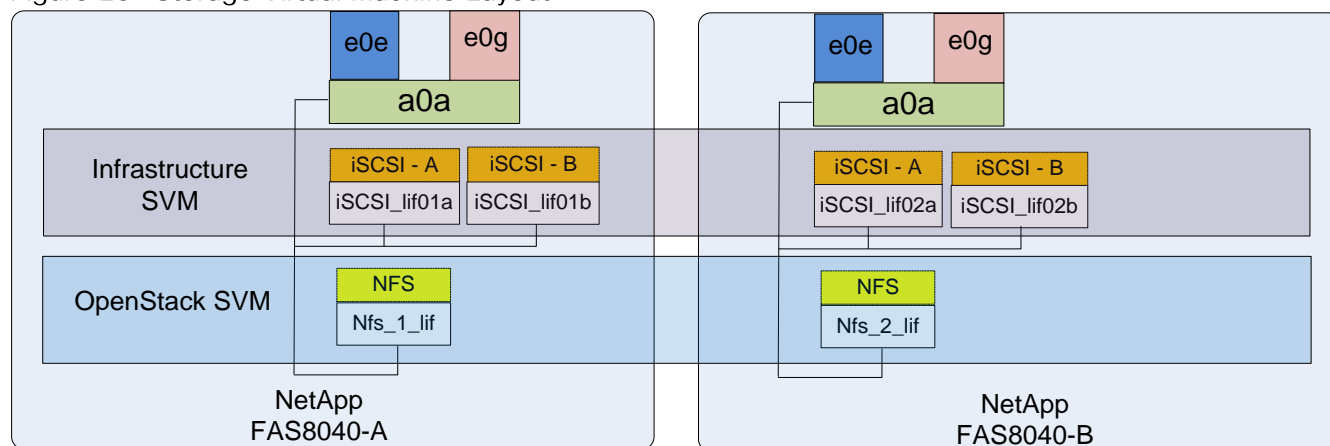 e0e
e0g
a0a
e0e
e0g
a0a
Infrastructure
SVM
iSCSI - A
iSCSI - B
iSCSI_lif01a
iSCSI_lif01b
iSCSI - A
iSCSI - B
iSCSI_lif02a
iSCSI_lif02b
OpenStack SVM
NFS
Nfs_1_lif
NFS
Nfs_2_lif
NetApp
FAS8040-A
NetApp
FAS8040-B